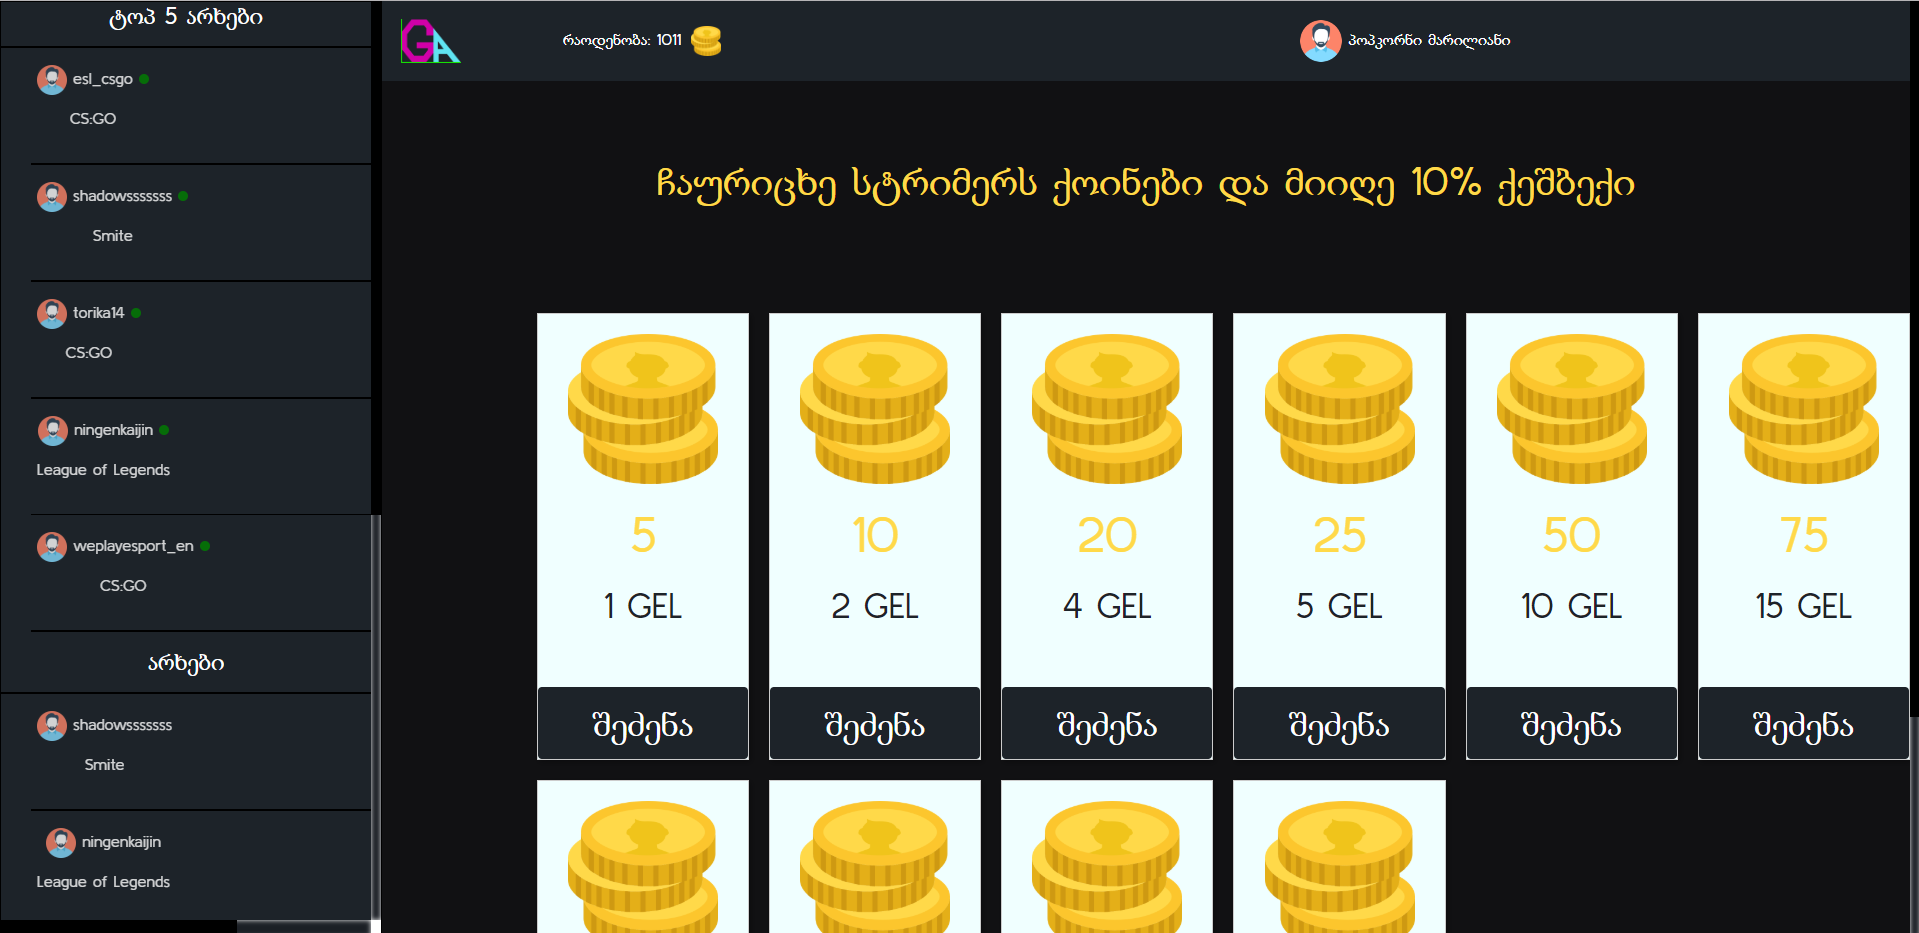 ტოპ 5 არხები
esl_csgo
CS:GO
shadowsssssss
Smite
torika14
CS:GO
ningenkaijin
League of Legends
weplayesport_en
CS:GO
არხები
shadowsssssss
Smite
ningenkaijin
League of Legends
GA
რაოდენობა: 1011
პოპკორნი მარილიანი
ჩაურიცხე სტრიმერს ქოინები და მიიღე 10% ქეშბექი
5
1 GEL
შეძენა
10
2 GEL
შეძენა
20
4 GEL
შეძენა
25
5 GEL
შეძენა
50
10 GEL
შეძენა
75
15 GEL
შეძენა